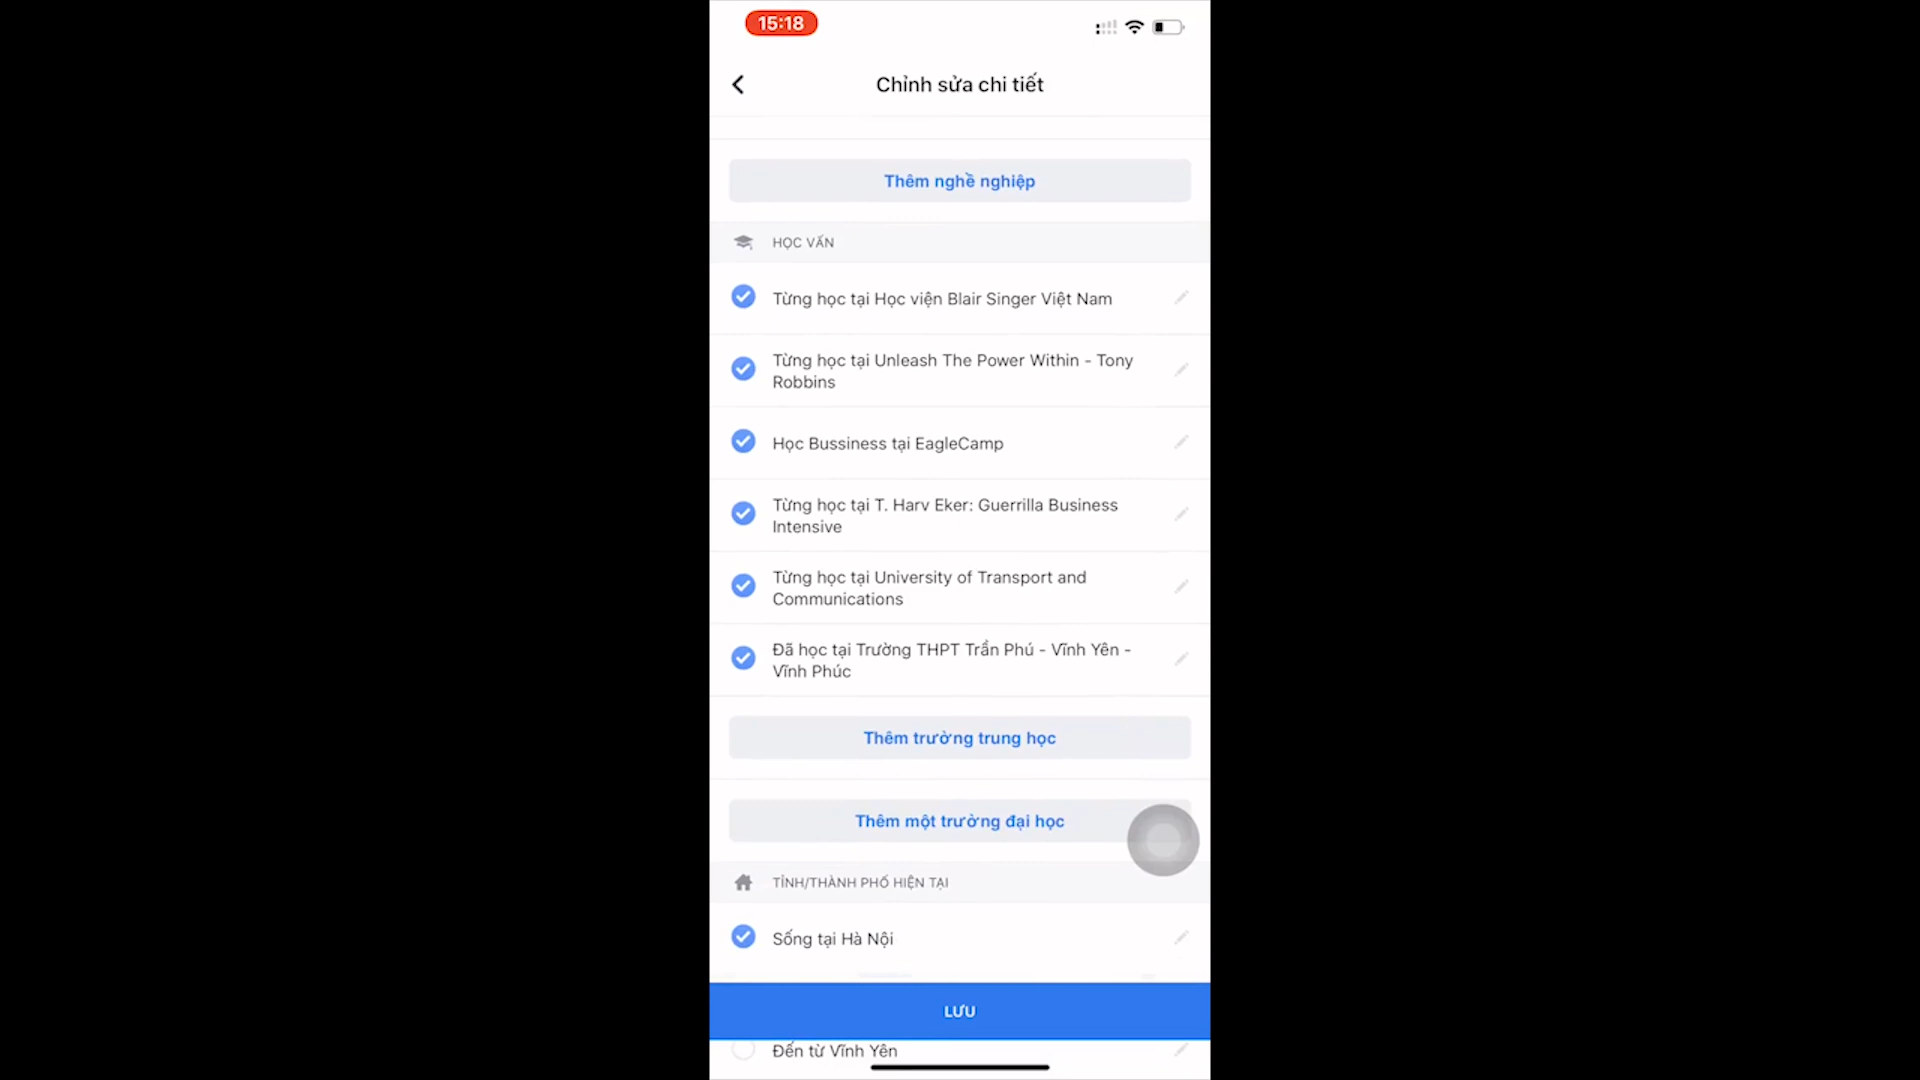 15:18
Chỉnh sửa chi tiết
Thêm nghề nghiệp
HỌC VẤN
Từng học tại Học viện Blair Singer Việt Nam
Từng học tại Unleash The Power Within - Tony
Robbins
Học Bussiness tại EagleCamp
Từng học tại T. Harv Eker: Guerrilla Business
Intensive
Từng học tại University of Transport and
Communications
Đã học tại Trường THPT Trần Phú - Vĩnh Yên -
Vĩnh Phúc
Thêm trường trung học
Thêm một trường đại học
TỈNH/THÀNH PHỐ HIỆN TẠI
Sống tại Hà Nội
LƯU
Đến từ Vĩnh Yên